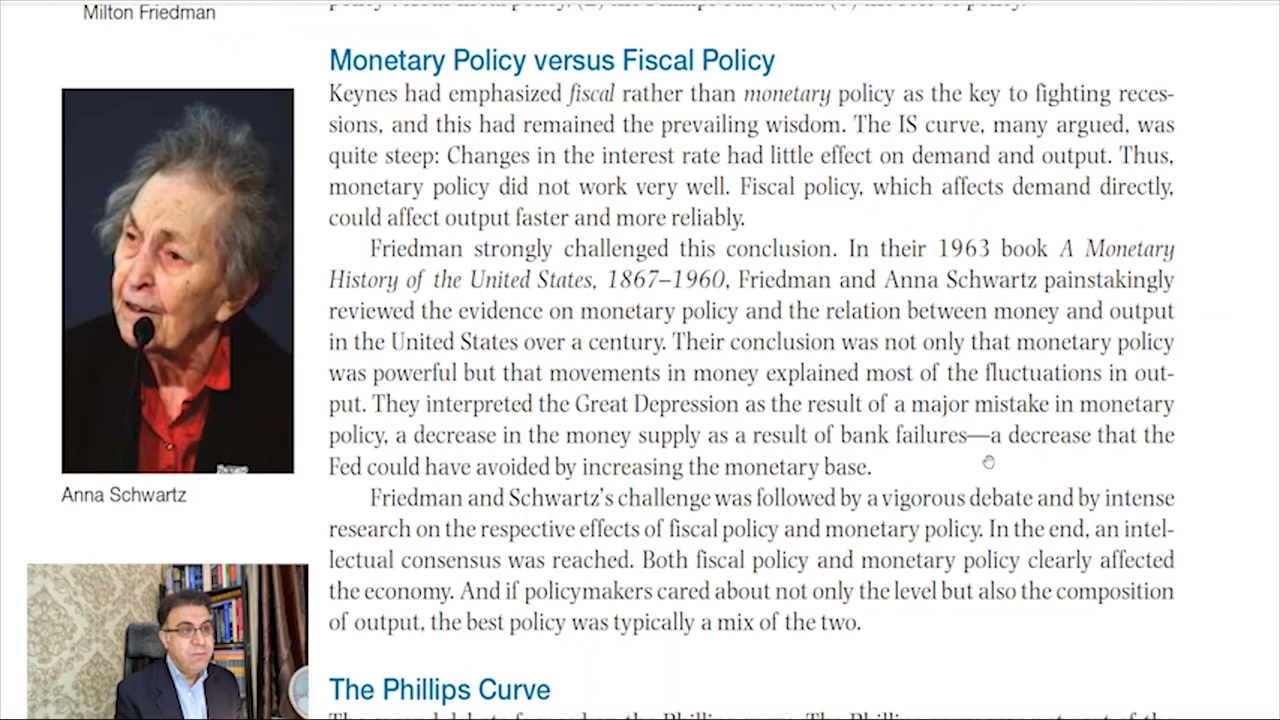 Milton Friedman
Monetary Policy versus Fiscal Policy
Keynes had emphasized fiscal rather than monetary policy as the key to fighting reces-
sions, and this had remained the prevailing wisdom. The IS curve, many argued, was
quite steep: Changes in the interest rate had little effect on demand and output. Thus,
monetary policy did not work very well. Fiscal policy, which affects demand directly,
could affect output faster and more reliably.
Friedman strongly challenged this conclusion. In their 1963 book A Monetary
History of the United States, 1867–1960, Friedman and Anna Schwartz painstakingly
reviewed the evidence on monetary policy and the relation between money and output
in the United States over a century. Their conclusion was not only that monetary policy
was powerful but that movements in money explained most of the fluctuations in out-
put. They interpreted the Great Depression as the result of a major mistake in monetary
policy, a decrease in the money supply as a result of bank failures—a decrease that the
Fed could have avoided by increasing the monetary base.
Anna Schwartz
Friedman and Schwartz's challenge was followed by a vigorous debate and by intense
research on the respective effects of fiscal policy and monetary policy. In the end, an intel-
lectual consensus was reached. Both fiscal policy and monetary policy clearly affected
the economy. And if policymakers cared about not only the level but also the composition
of output, the best policy was typically a mix of the two.
The Phillips Curve